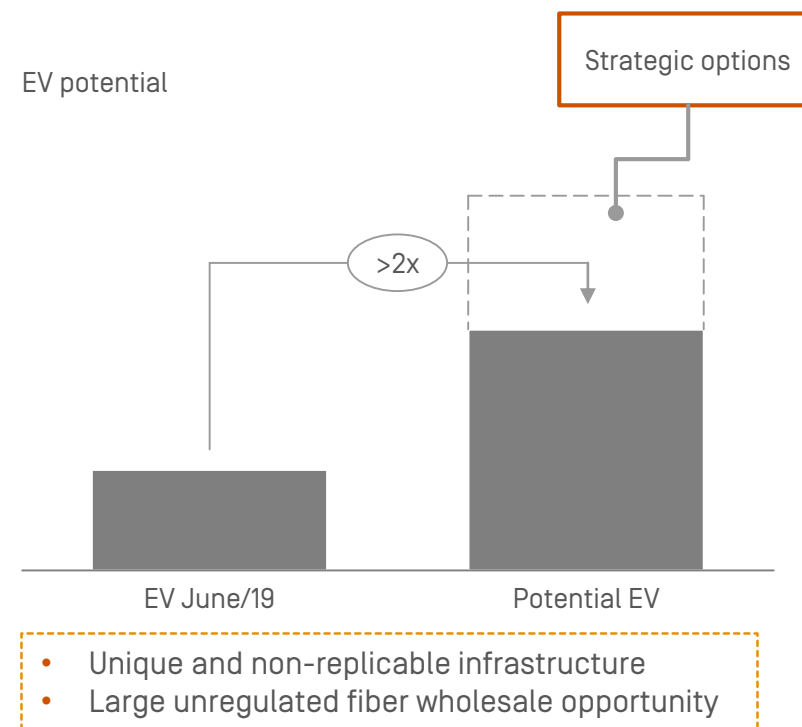 EV potential
Strategic options
>2x
EV June/19
Potential EV
• Unique and non-replicable infrastructure
• Large unregulated fiber wholesale opportunity